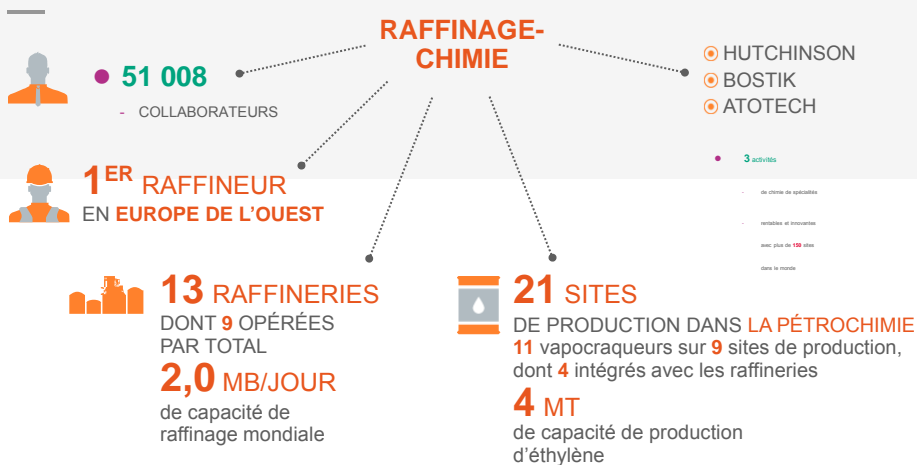 RAFFINAGE-
CHIMIE
51 008
- COLLABORATEURS
HUTCHINSON
BOSTIK
ATOTECH
3 activités
- de chimie de spécialités
- rentables et innovantes
avec plus de 150 sites
dans le monde
1ER RAFFINEUR
EN EUROPE DE L'OUEST
13 RAFFINERIES
DONT 9 OPÉRÉES
PAR TOTAL
2,0 MB/JOUR
de capacité de
raffinage mondiale
21 SITES
DE PRODUCTION DANS LA PÉTROCHIMIE
11 vapocraqueurs sur 9 sites de production,
dont 4 intégrés avec les raffineries
4 MT
de capacité de production
d'éthylène